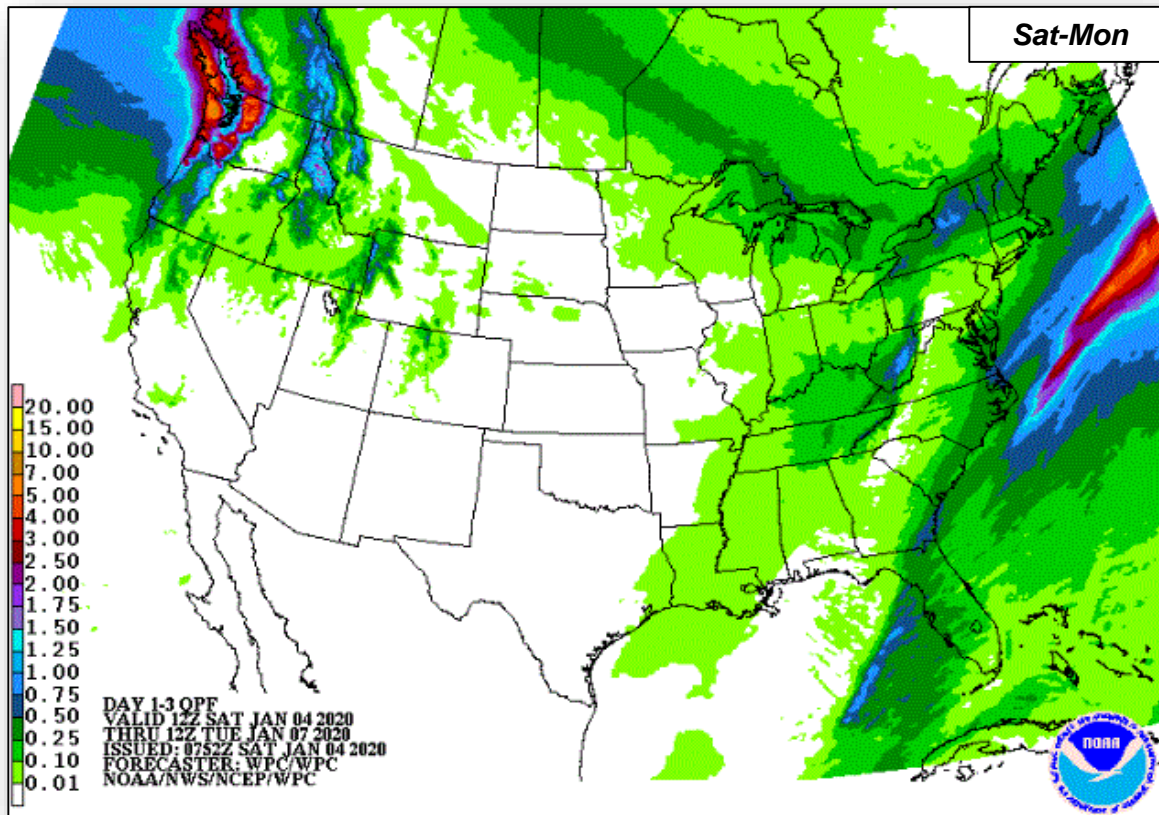 Sat-Mon
20.00
15.00
10.00
7.00
5.00
4.00
3.00
2.50
2.00
1.75
1.50
1.25
1.00
0.75
0.50
0.25
0.10
0.01
DAY 1-3 QPF
VALID 12Z SAT JAN 04 2020
THRU 12Z TUE JAN 07 2020
ISSUED: 0752Z SAT JAN 04 2020
FORECASTER: WPC/WPC
NOAA/NWS/NCEP/WPC
NOAA